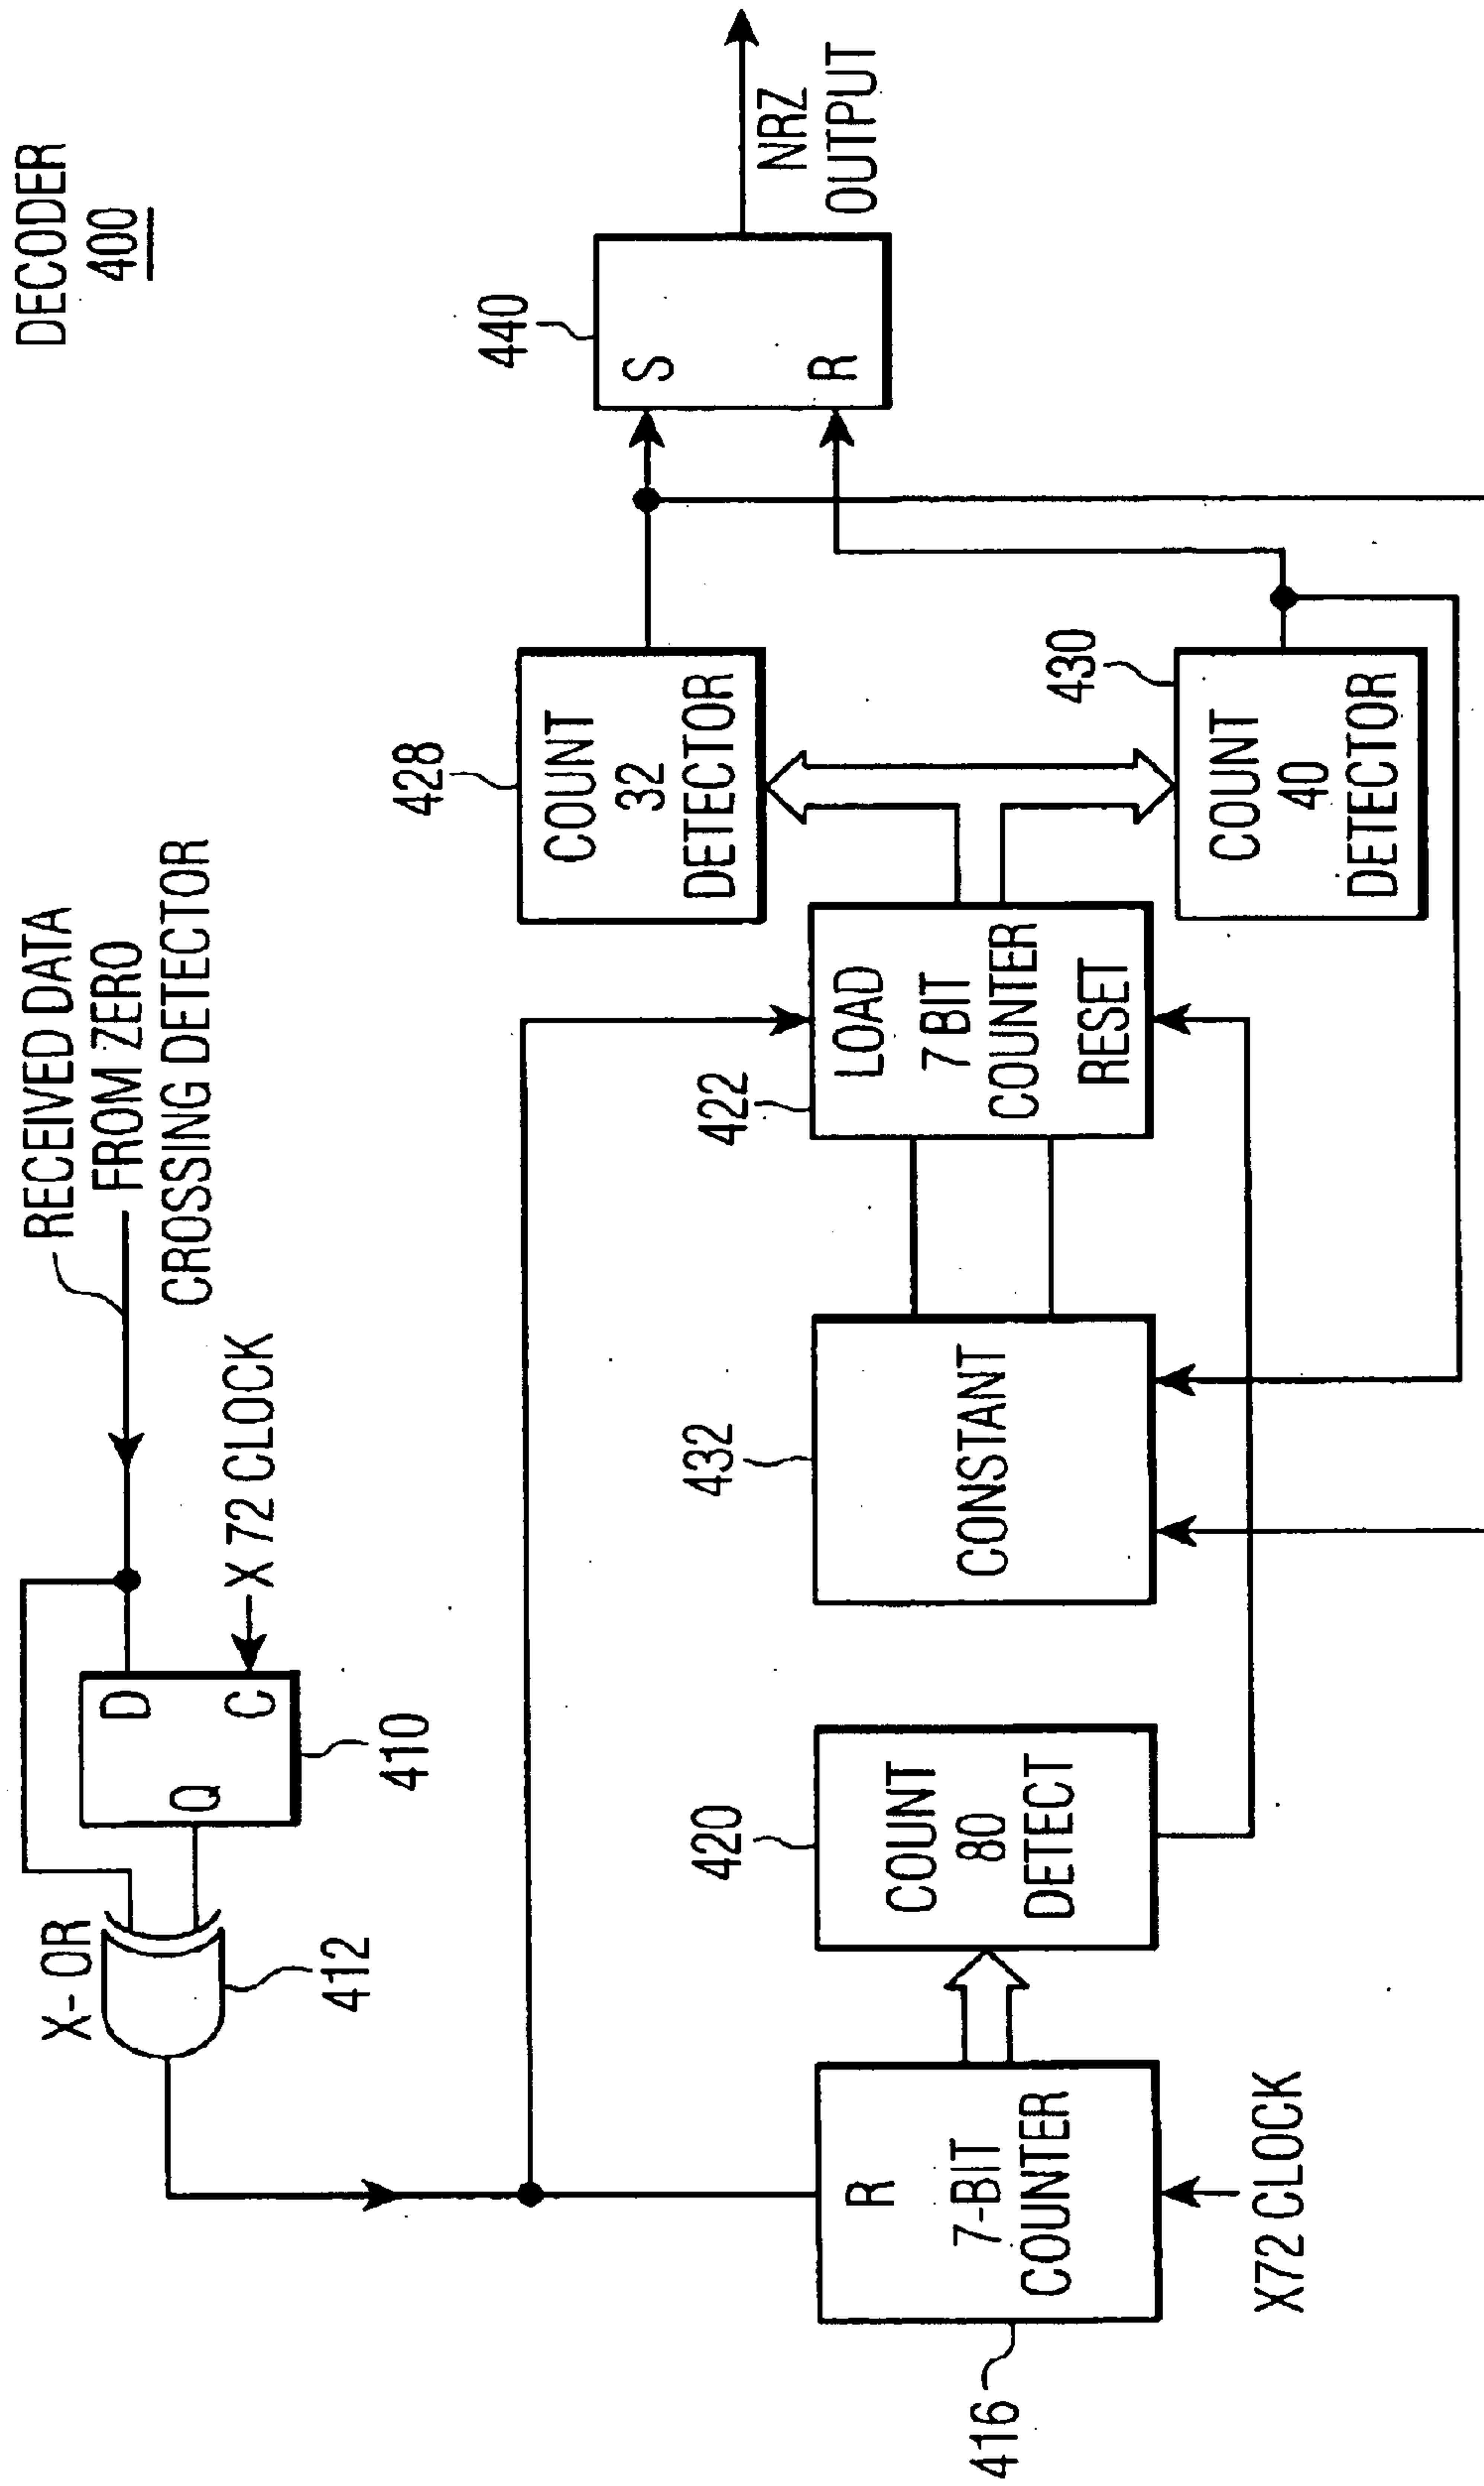 DECODER
400
RECEIVED DATA
FROM ZERO
CROSSING DETECTOR
X-OR
412
D
Q
C
410
X 72 CLOCK
440
S
R
NRZ
OUTPUT
428
COUNT
32
DETECTOR
422
LOAD
7 BIT
COUNTER
RESET
430
COUNT
40
DETECTOR
432
CONSTANT
420
COUNT
80
DETECT
R
7-BIT
COUNTER
416
X72 CLOCK